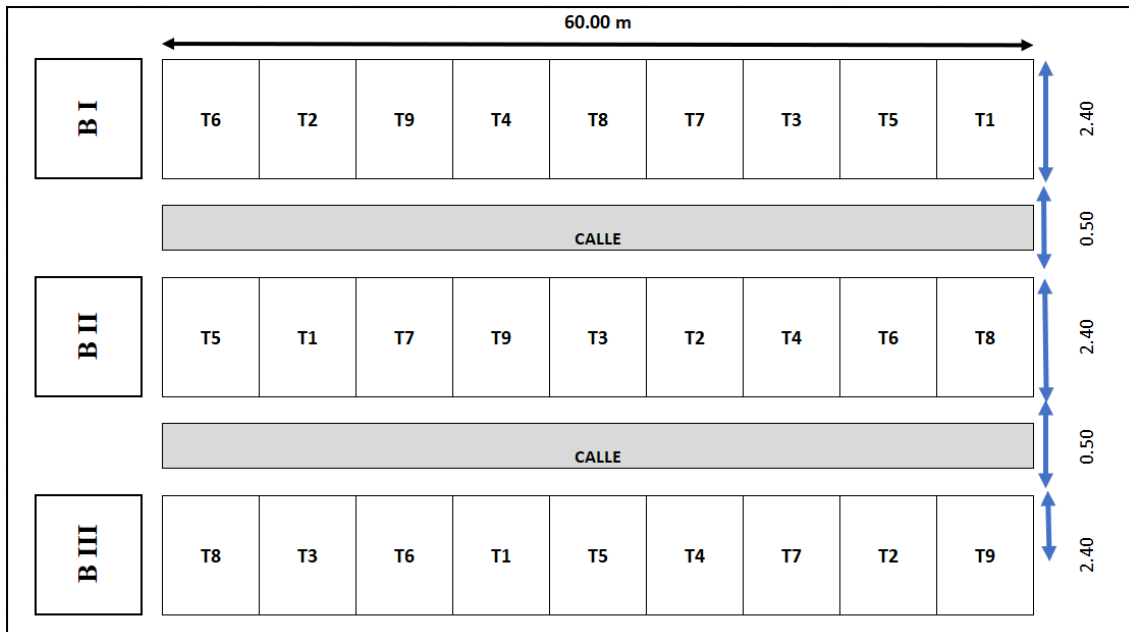 60.00 m
B I
T6 T2 T9 T4 T8 T7 T3 T5 T1
2.40
CALLE
0.50
B II
T5 T1 T7 T9 T3 T2 T4 T6 T8
2.40
CALLE
0.50
B III
T8 T3 T6 T1 T5 T4 T7 T2 T9
2.40